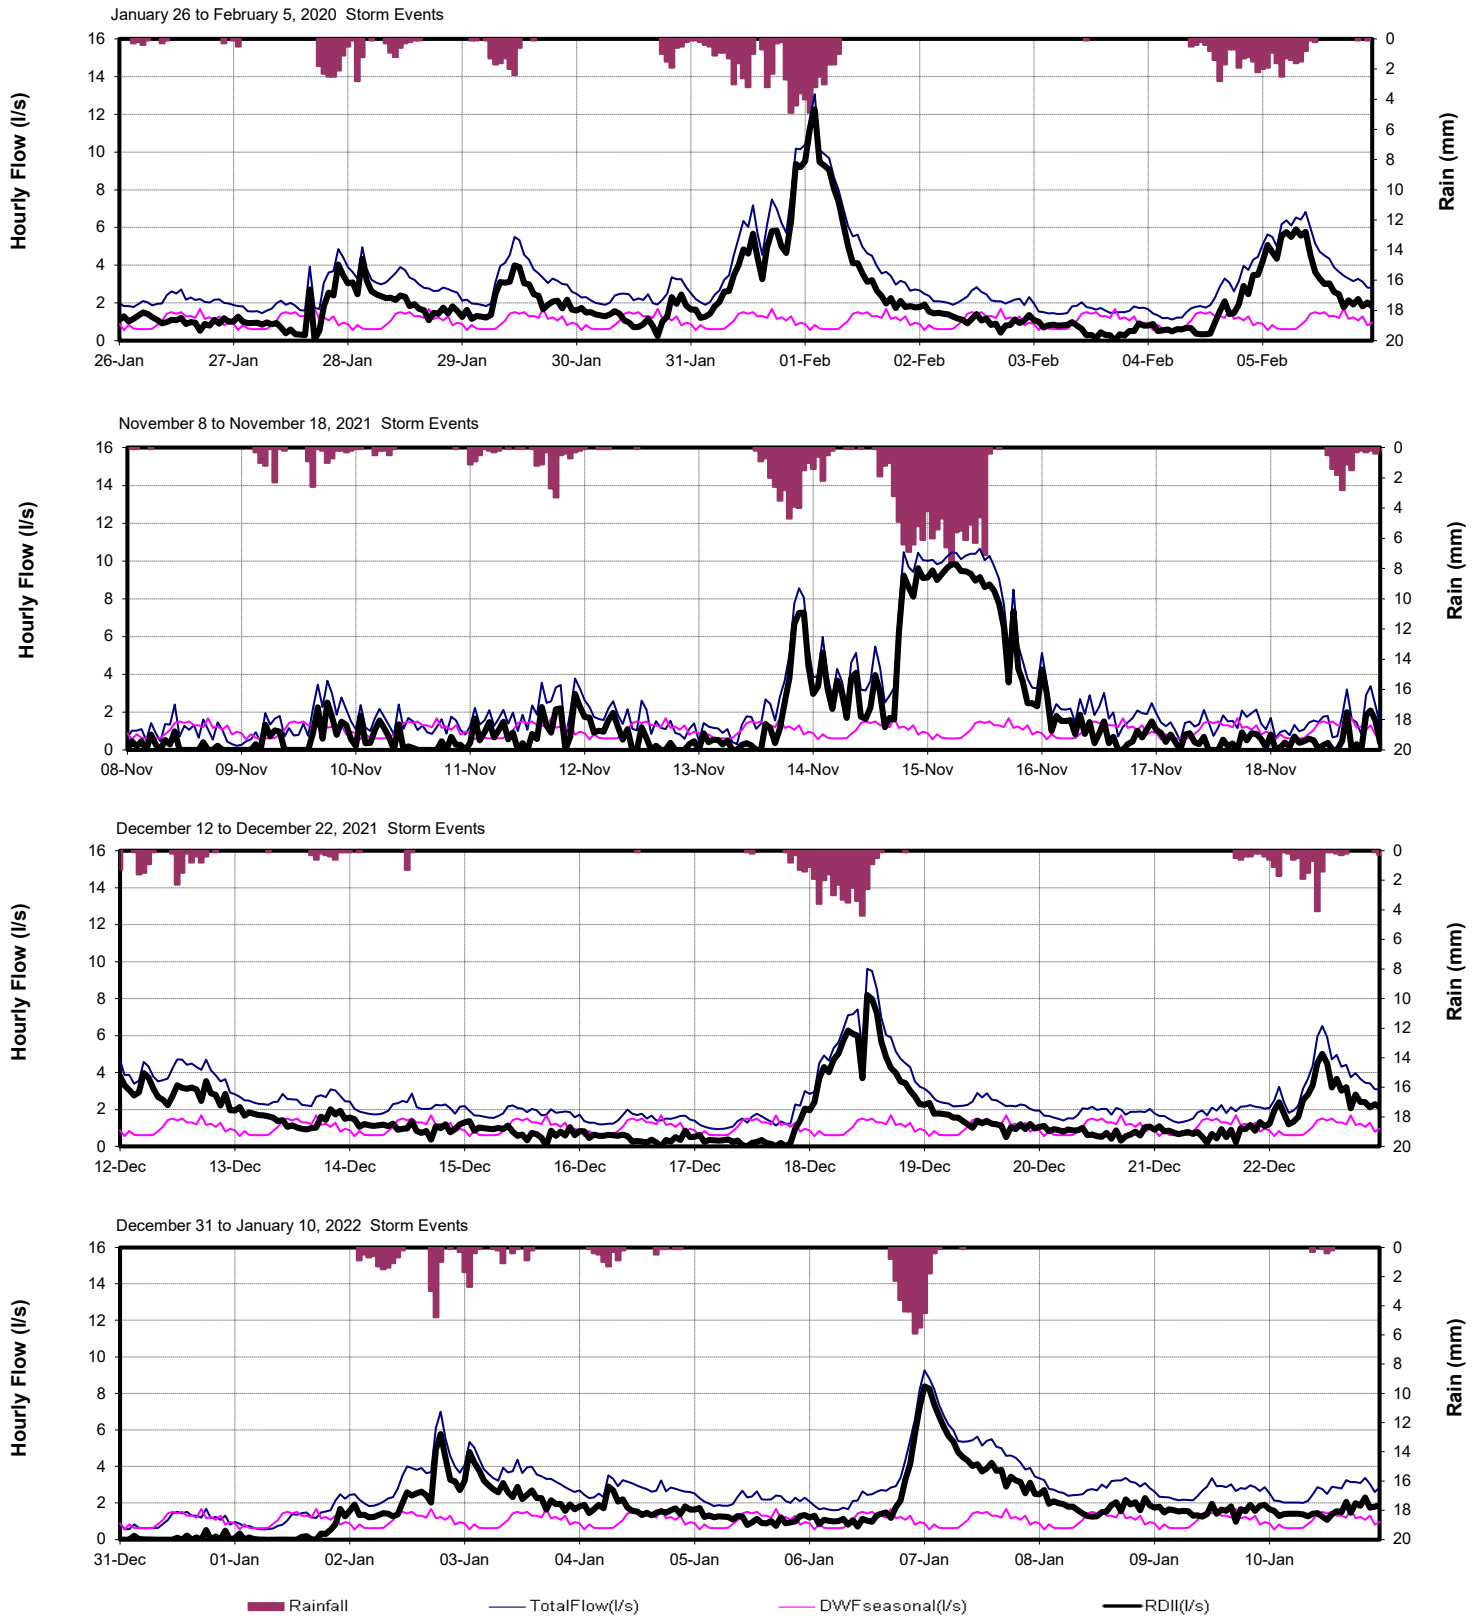 January 26 to February 5, 2020  Storm Events
Hourly Flow (l/s)
16 14 12 10 8 6 4 2 0
0 2 4 6 8 10 12 14 16 18 20
Rain (mm)
26-Jan 27-Jan 28-Jan 29-Jan 30-Jan 31-Jan 01-Feb 02-Feb 03-Feb 04-Feb 05-Feb
November 8 to November 18, 2021  Storm Events
Hourly Flow (l/s)
16 14 12 10 8 6 4 2 0
0 2 4 6 8 10 12 14 16 18 20
Rain (mm)
08-Nov 09-Nov 10-Nov 11-Nov 12-Nov 13-Nov 14-Nov 15-Nov 16-Nov 17-Nov 18-Nov
December 12 to December 22, 2021  Storm Events
Hourly Flow (l/s)
16 14 12 10 8 6 4 2 0
0 2 4 6 8 10 12 14 16 18 20
Rain (mm)
12-Dec 13-Dec 14-Dec 15-Dec 16-Dec 17-Dec 18-Dec 19-Dec 20-Dec 21-Dec 22-Dec
December 31 to January 10, 2022  Storm Events
Hourly Flow (l/s)
16 14 12 10 8 6 4 2 0
0 2 4 6 8 10 12 14 16 18 20
Rain (mm)
31-Dec 01-Jan 02-Jan 03-Jan 04-Jan 05-Jan 06-Jan 07-Jan 08-Jan 09-Jan 10-Jan
Rainfall TotalFlow(l/s) DWFseasonal(l/s) RDII(l/s)